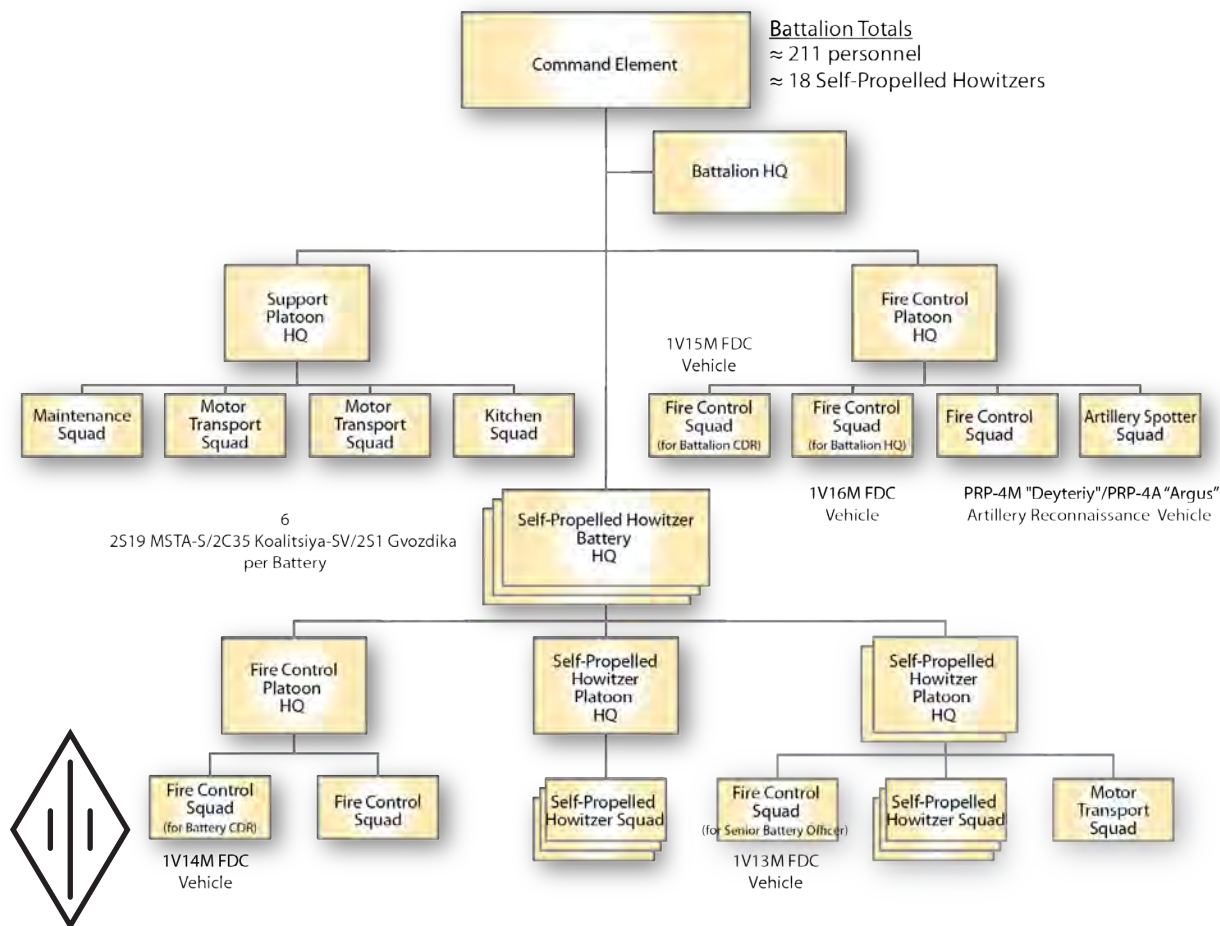 Command Element
Battalion Totals
≈ 211 personnel
≈ 18 Self-Propelled Howitzers
Battalion HQ
Support
Platoon
HQ
Fire Control
Platoon
HQ
1V15M FDC
Vehicle
Maintenance
Squad
Motor
Transport
Squad
Motor
Transport
Squad
Kitchen
Squad
Fire Control
Squad
(for Battalion CDR)
Fire Control
Squad
(for Battalion HQ)
Fire Control
Squad
Artillery Spotter
Squad
1V16M FDC
Vehicle
PRP-4M "Deyteriy"/PRP-4A “Argus”
Artillery Reconnaissance Vehicle
6
2S19 MSTA-S/2C35 Koalitsiya-SV/2S1 Gvozdika
per Battery
Self-Propelled Howitzer
Battery
HQ
Fire Control
Platoon
HQ
Self-Propelled
Howitzer
Platoon
HQ
Self-Propelled
Howitzer
Platoon
HQ
Fire Control
Squad
(for Battery CDR)
Fire Control
Squad
Self-Propelled
Howitzer Squad
Fire Control
Squad
(for Senior Battery Officer)
Self-Propelled
Howitzer Squad
Motor
Transport
Squad
1V14M FDC
Vehicle
1V13M FDC
Vehicle